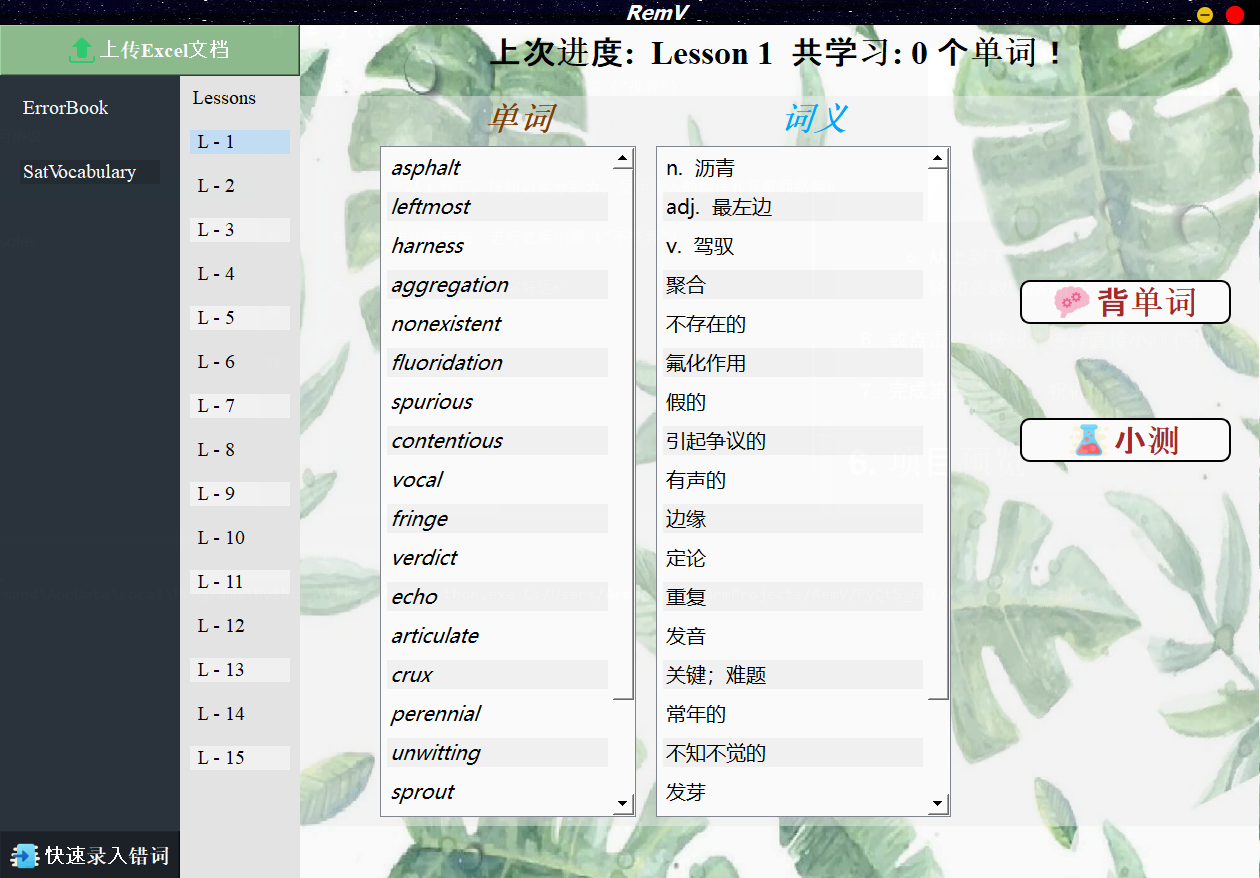 RemV
上传Excel文档
上次进度: Lesson 1 共学习: 0 个单词！
ErrorBook
SatVocabulary
Lessons
L - 1
L - 2
L - 3
L - 4
L - 5
L - 6
L - 7
L - 8
L - 9
L - 10
L - 11
L - 12
L - 13
L - 14
L - 15
单词 词义
asphalt n. 沥青
leftmost adj. 最左边
harness v. 驾驭
aggregation 聚合
nonexistent 不存在的
fluoridation 氟化作用
spurious 假的
contentious 引起争议的
vocal 有声的
fringe 边缘
verdict 定论
echo 重复
articulate 发音
crux 关键；难题
perennial 常年的
unwitting 不知不觉的
sprout 发芽
背单词
小测
快速录入错词